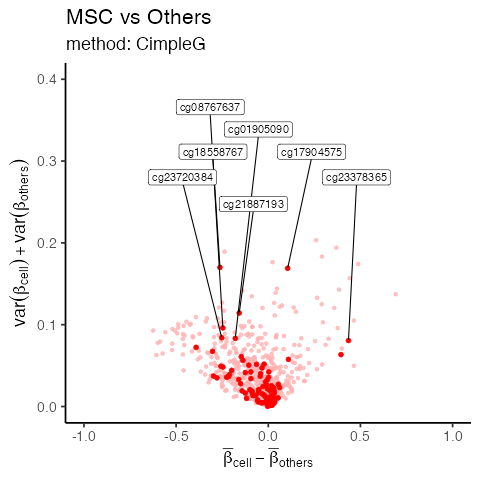 MSC vs Others
method: CimpleG
0.4
0.3
0.2
0.1
0.0
cg08767637
cg01905090
cg18558767
cg17904575
cg23720384
cg23378365
cg21887193
var(βcell) + var(βothers)
-1.0 -0.5 0.0 0.5 1.0
β̅cell − β̅others